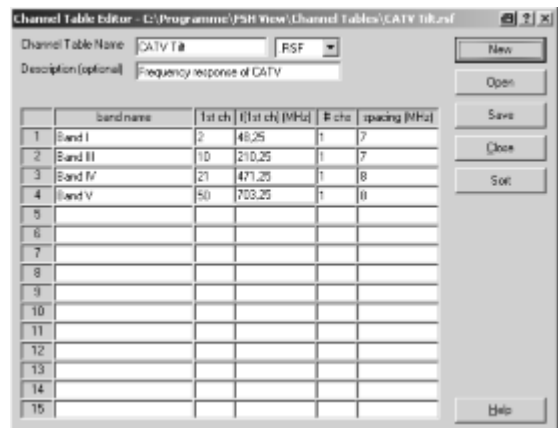 Channel Table Editor - C:\Programme\FSH View\Channel Tables\CATV Tilt.rsf
Channel Table Name CATV Tilt .RSF New
Description (optional) Frequency response of CATV
Open
band name 1st ch f(1st ch) (MHz) # chs spacing (MHz) Save
1 Band I 2 48,25 1 7
2 Band III 10 210,25 1 7 Close
3 Band IV 21 471,25 1 8
4 Band V 50 703,25 1 8 Sort
5
6
7
8
9
10
11
12
13
14
15 Help